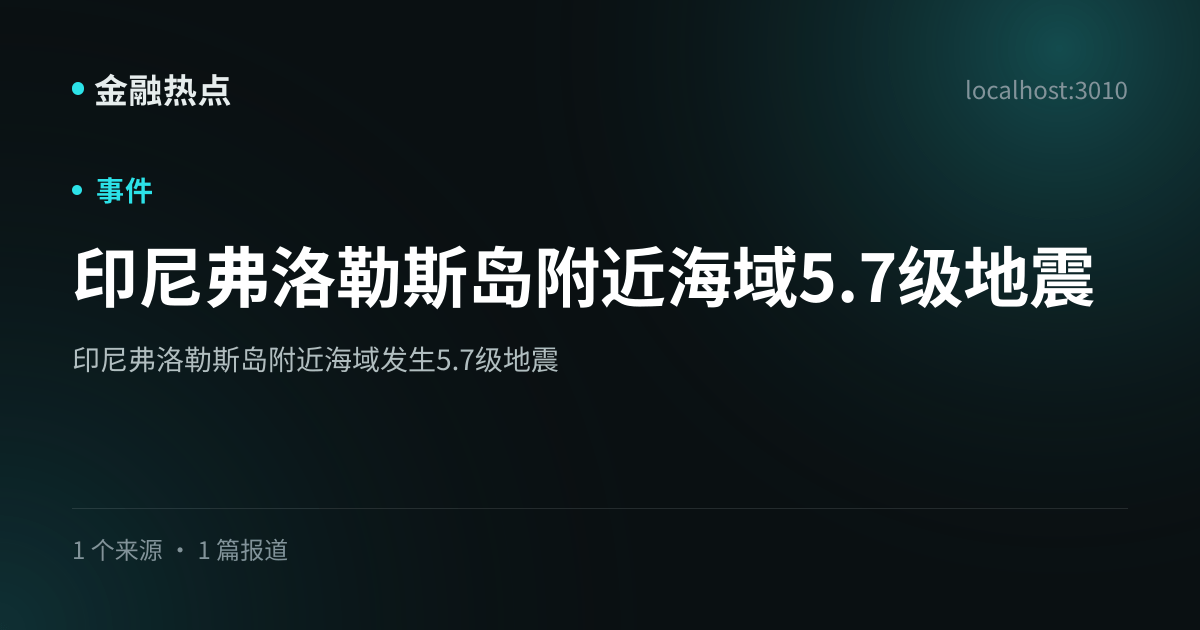 金融热点
localhost:3010
事件
印尼弗洛勒斯岛附近海域5.7级地震
印尼弗洛勒斯岛附近海域发生5.7级地震
1 个来源 · 1 篇报道